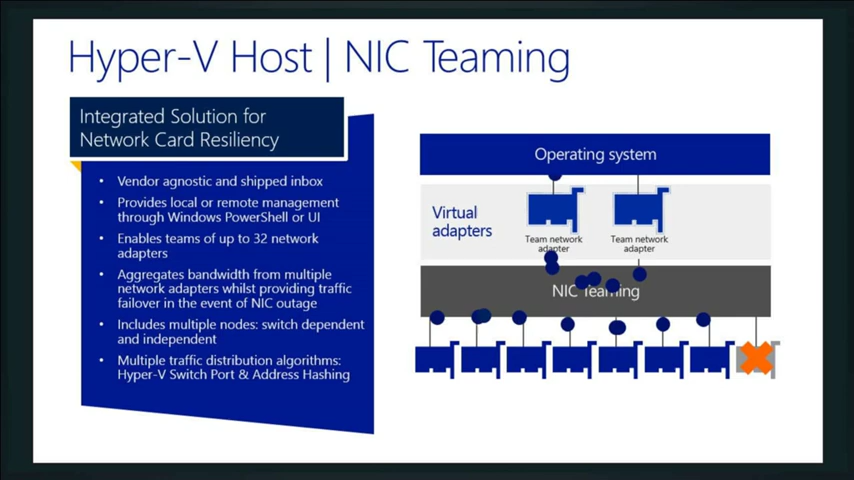 Hyper-V Host | NIC Teaming
Integrated Solution for
Network Card Resiliency
• Vendor agnostic and shipped inbox
• Provides local or remote management
through Windows PowerShell or UI
• Enables teams of up to 32 network
adapters
• Aggregates bandwidth from multiple
network adapters whilst providing traffic
failover in the event of NIC outage
• Includes multiple nodes: switch dependent
and independent
• Multiple traffic distribution algorithms:
Hyper-V Switch Port & Address Hashing
Operating system
Virtual
adapters
Team network
adapter
Team network
adapter
NIC Teaming